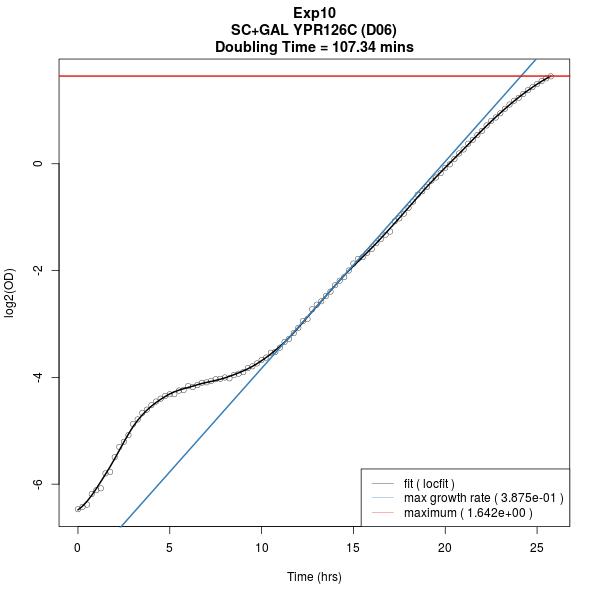 Exp10
SC+GAL YPR126C (D06)
Doubling Time = 107.34 mins
log2(OD)
0
-2
-4
-6
fit ( locfit )
max growth rate ( 3.875e-01 )
maximum ( 1.642e+00 )
0 5 10 15 20 25
Time (hrs)